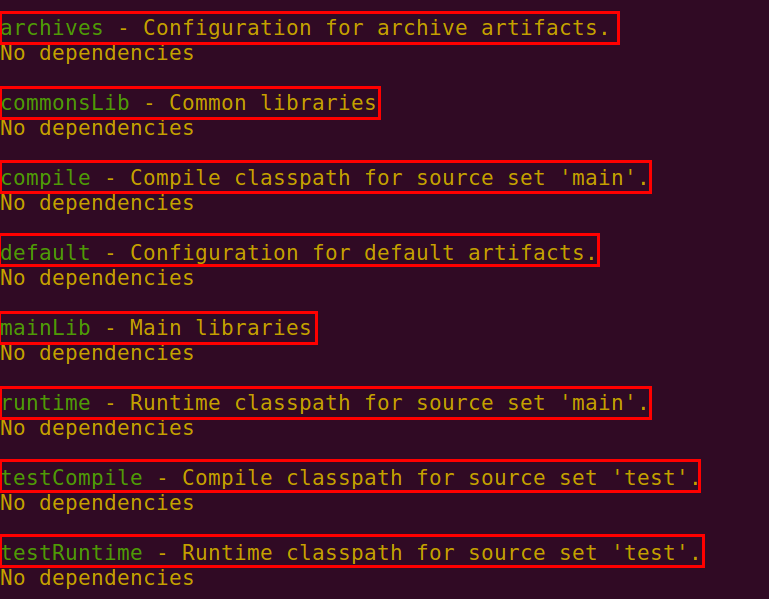 archives - Configuration for archive artifacts.
No dependencies
commonsLib - Common libraries
No dependencies
compile - Compile classpath for source set 'main'.
No dependencies
default - Configuration for default artifacts.
No dependencies
mainLib - Main libraries
No dependencies
runtime - Runtime classpath for source set 'main'.
No dependencies
testCompile - Compile classpath for source set 'test'.
No dependencies
testRuntime - Runtime classpath for source set 'test'.
No dependencies